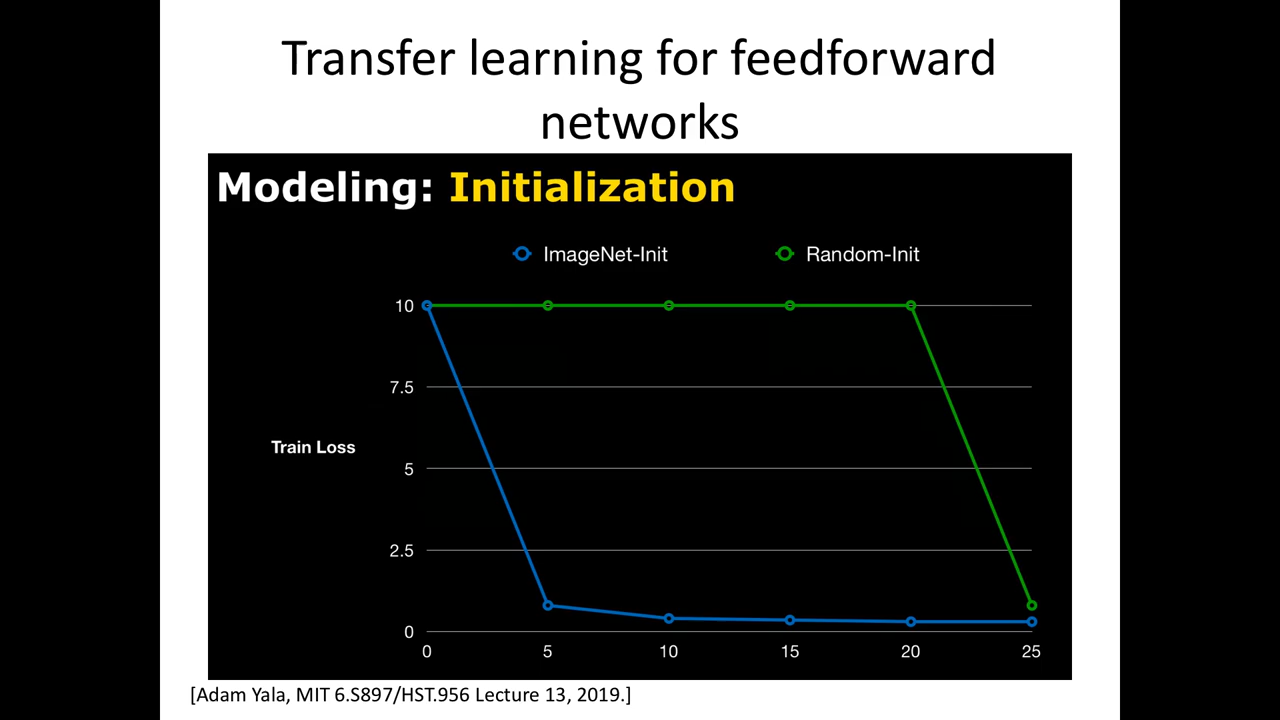 Transfer learning for feedforward
networks
Modeling: Initialization
ImageNet-Init
Random-Init
10
7.5
Train Loss
5
2.5
0
0 5 10 15 20 25
[Adam Yala, MIT 6.S897/HST.956 Lecture 13, 2019.]